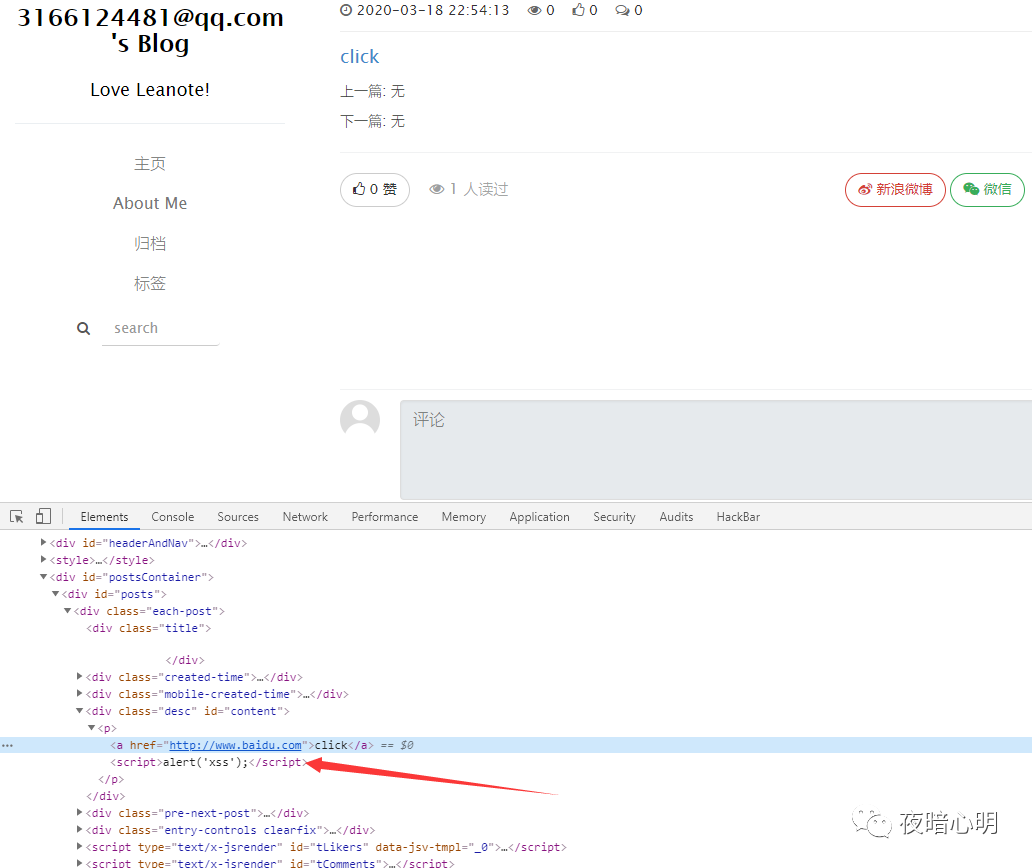 3166124481@qq.com
's Blog
Love Leanote!
主页
About Me
归档
标签
search
2020-03-18 22:54:13 0 0 0
click
上一篇: 无
下一篇: 无
0 赞 1 人读过 新浪微博 微信
评论
Elements Console Sources Network Performance Memory Application Security Audits HackBar
<div id="headerAndNav">…</div>
<style>…</style>
<div id="postsContainer">
<div id="posts">
<div class="each-post">
<div class="title">
</div>
<div class="created-time">…</div>
<div class="mobile-created-time">…</div>
<div class="desc" id="content">
<p>
… <a href="http://www.baidu.com">click</a> == $0
<script>alert('xss');</script>
</p>
</div>
<div class="pre-next-post">…</div>
<div class="entry-controls clearfix">…</div>
<script type="text/x-jsrender" id="tLikers" data-jsv-tmpl="_0">…</script>
<script type="text/x-jsrender" id="tComments">…</script>
夜暗心明